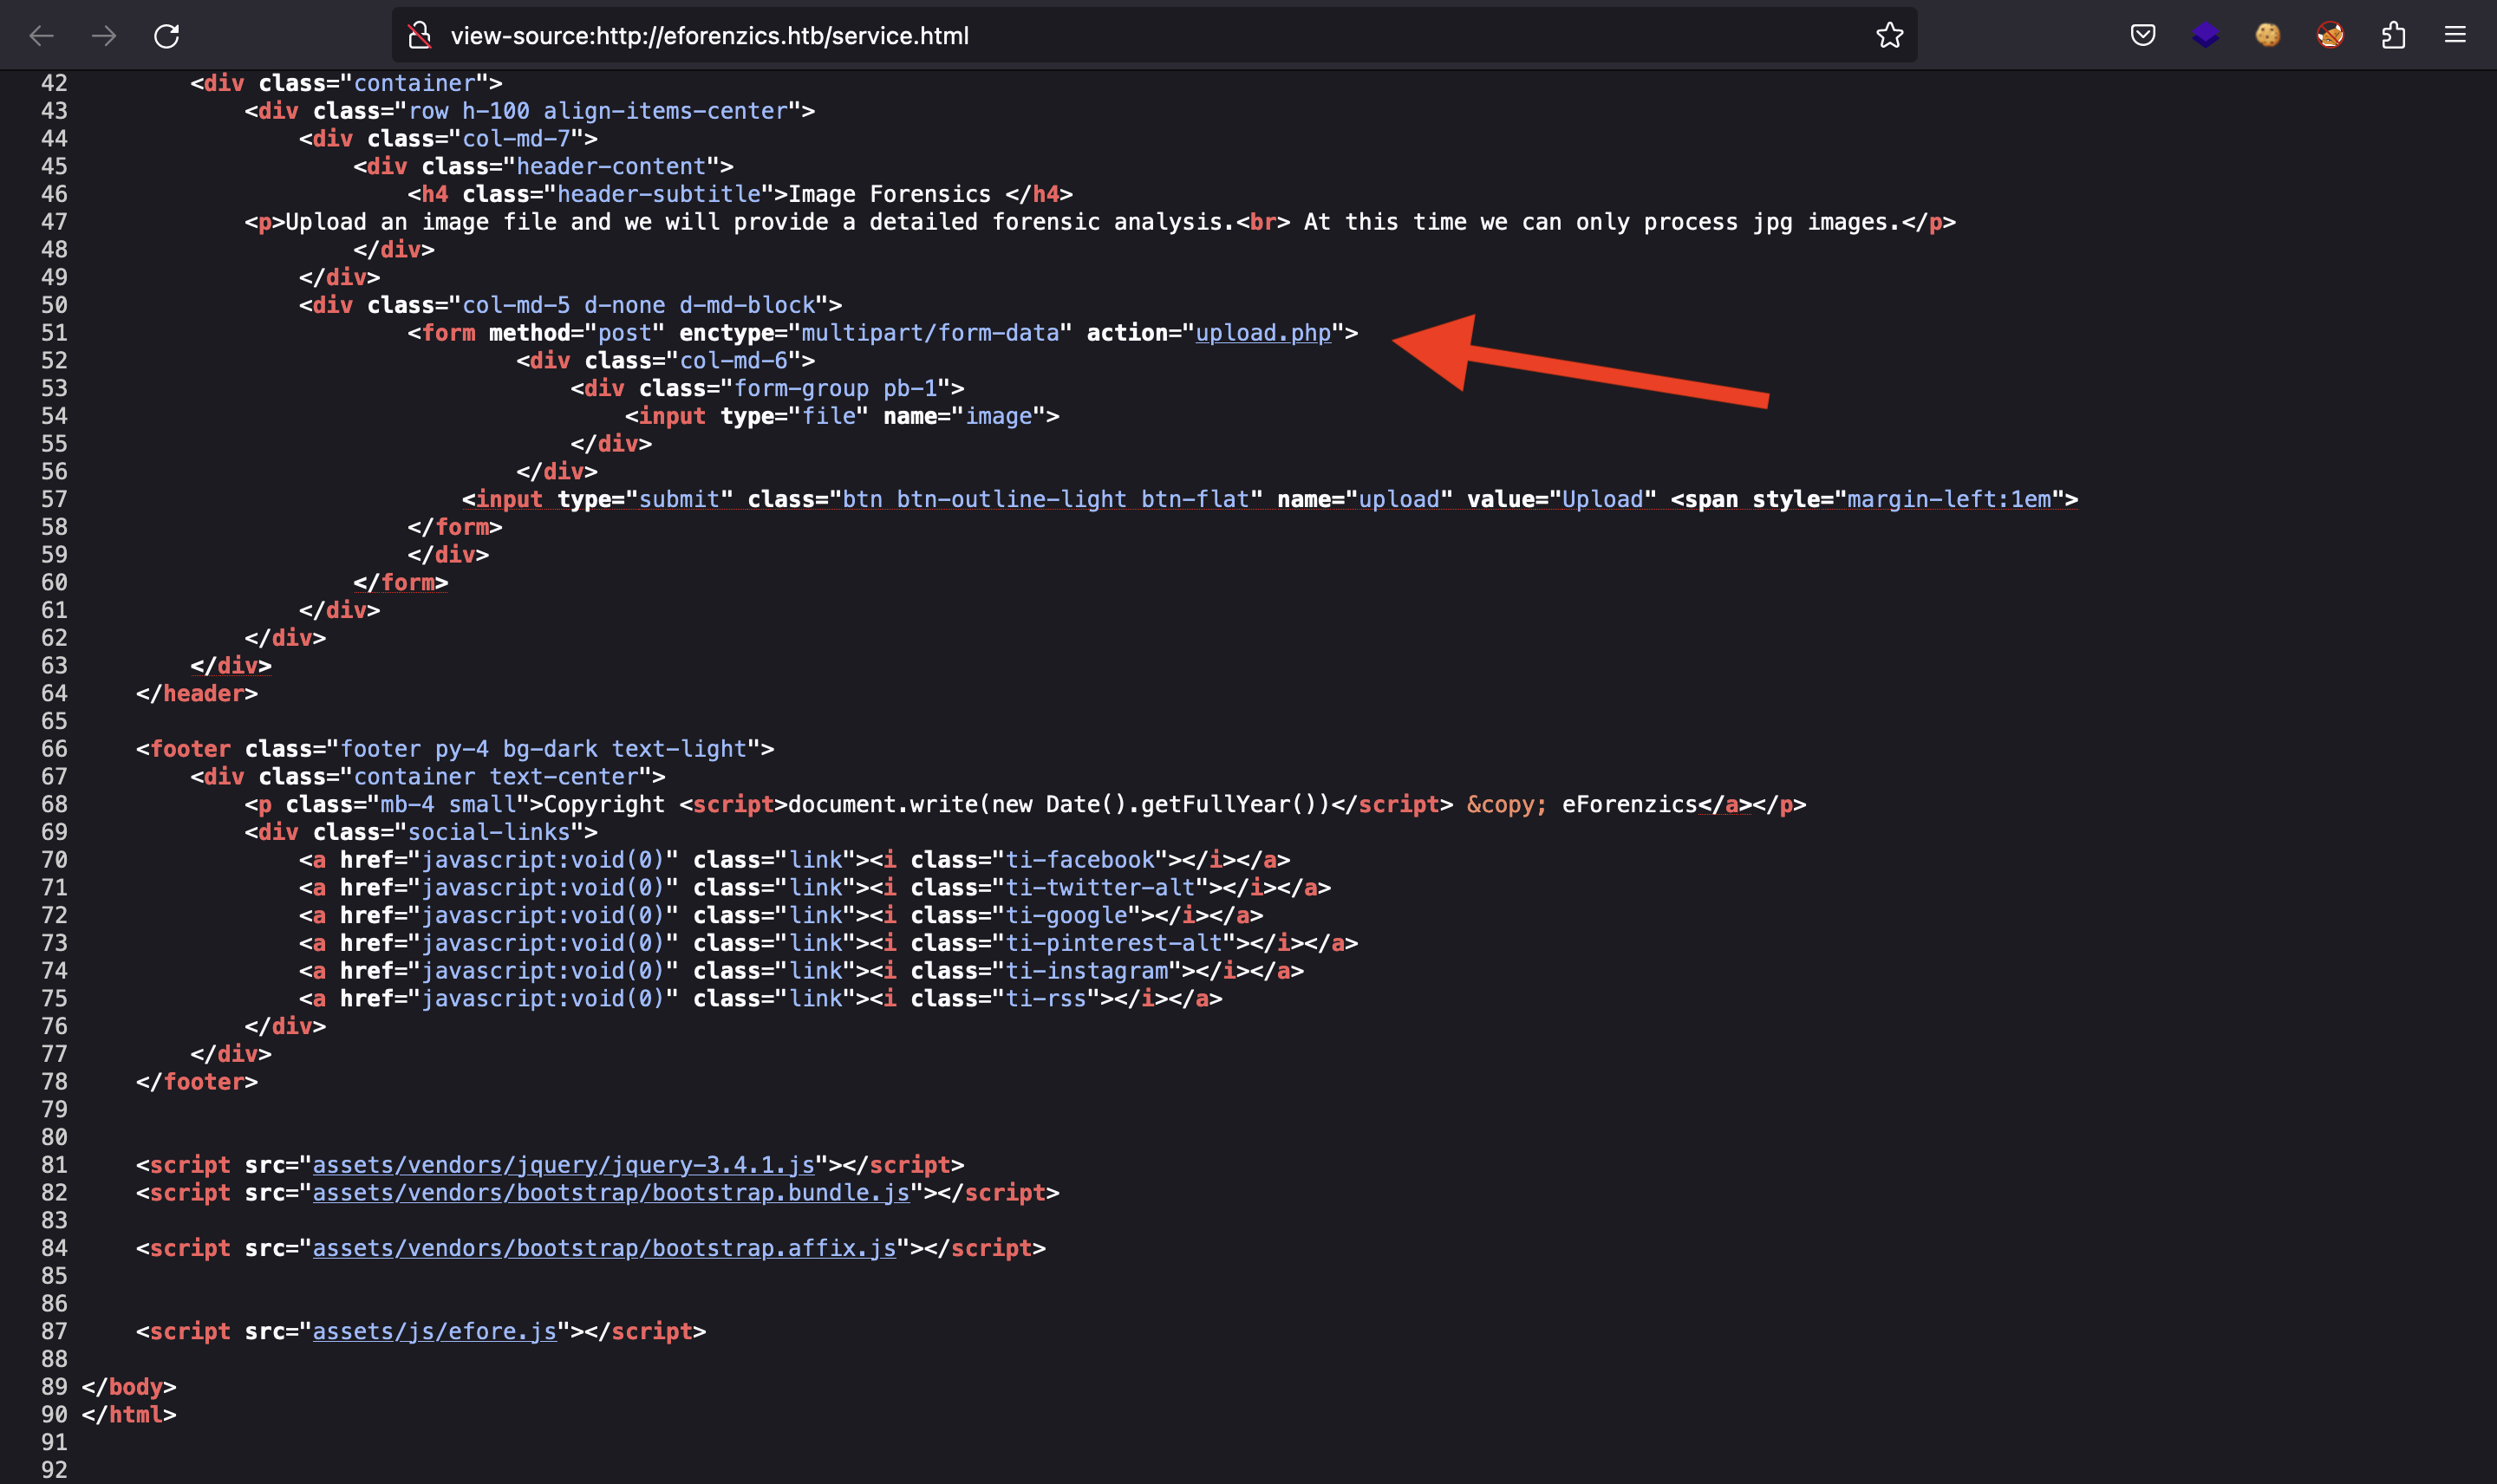 view-source:http://eforenzics.htb/service.html
42 <div class="container">
43 <div class="row h-100 align-items-center">
44 <div class="col-md-7">
45 <div class="header-content">
46 <h4 class="header-subtitle">Image Forensics </h4>
47 <p>Upload an image file and we will provide a detailed forensic analysis.<br> At this time we can only process jpg images.</p>
48 </div>
49 </div>
50 <div class="col-md-5 d-none d-md-block">
51 <form method="post" enctype="multipart/form-data" action="upload.php">
52 <div class="col-md-6">
53 <div class="form-group pb-1">
54 <input type="file" name="image">
55 </div>
56 </div>
57 <input type="submit" class="btn btn-outline-light btn-flat" name="upload" value="Upload" <span style="margin-left:1em">
58 </form>
59 </div>
60 </form>
61 </div>
62 </div>
63 </div>
64 </header>
65
66 <footer class="footer py-4 bg-dark text-light">
67 <div class="container text-center">
68 <p class="mb-4 small">Copyright <script>document.write(new Date().getFullYear())</script> &copy; eForenzics</a></p>
69 <div class="social-links">
70 <a href="javascript:void(0)" class="link"><i class="ti-facebook"></i></a>
71 <a href="javascript:void(0)" class="link"><i class="ti-twitter-alt"></i></a>
72 <a href="javascript:void(0)" class="link"><i class="ti-google"></i></a>
73 <a href="javascript:void(0)" class="link"><i class="ti-pinterest-alt"></i></a>
74 <a href="javascript:void(0)" class="link"><i class="ti-instagram"></i></a>
75 <a href="javascript:void(0)" class="link"><i class="ti-rss"></i></a>
76 </div>
77 </div>
78 </footer>
79
80
81 <script src="assets/vendors/jquery/jquery-3.4.1.js"></script>
82 <script src="assets/vendors/bootstrap/bootstrap.bundle.js"></script>
83
84 <script src="assets/vendors/bootstrap/bootstrap.affix.js"></script>
85
86
87 <script src="assets/js/efore.js"></script>
88
89 </body>
90 </html>
91
92